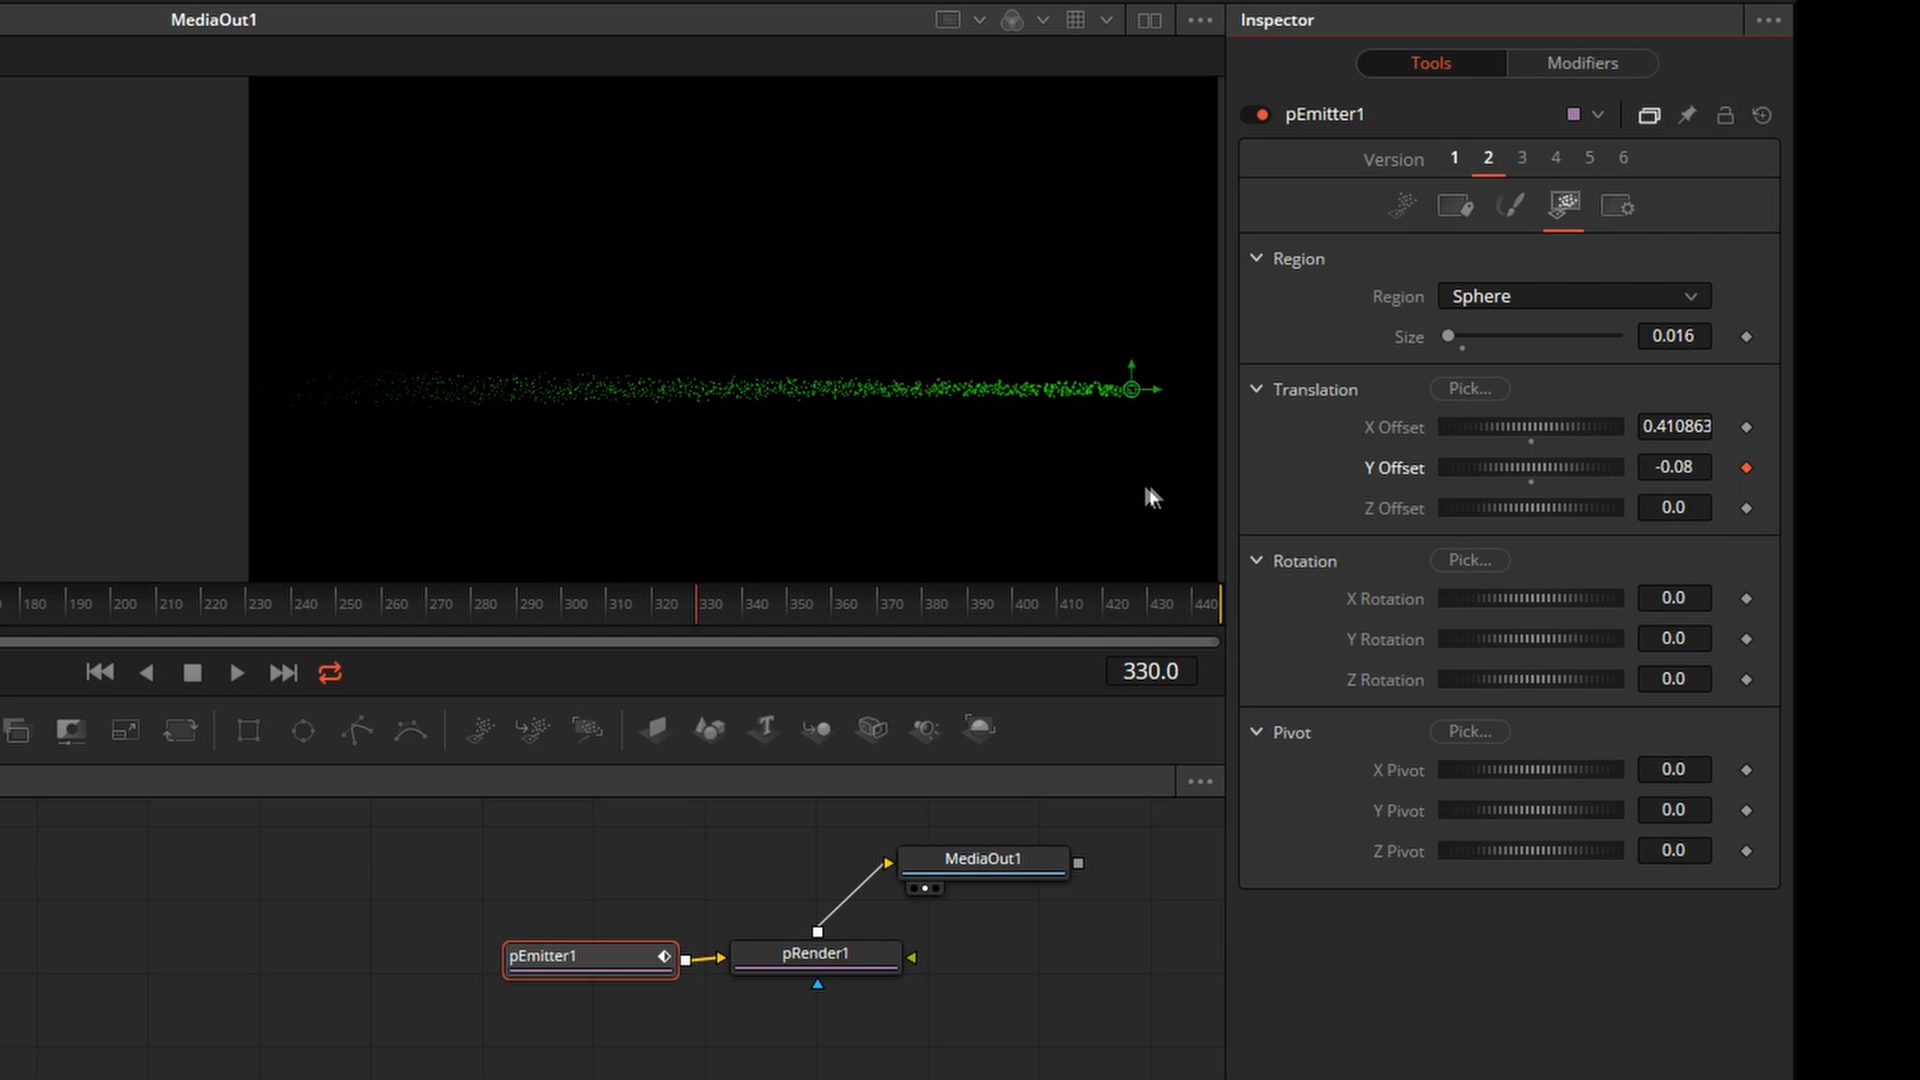 MediaOut1
Inspector
Tools Modifiers
pEmitter1
Version 1 2 3 4 5 6
Region
Region Sphere
Size 0.016
Translation Pick...
X Offset 0.410863
Y Offset -0.08
Z Offset 0.0
Rotation Pick...
X Rotation 0.0
Y Rotation 0.0
Z Rotation 0.0
Pivot Pick...
X Pivot 0.0
Y Pivot 0.0
Z Pivot 0.0
180 190 200 210 220 230 240 250 260 270 280 290 300 310 320 330 340 350 360 370 380 390 400 410 420 430 440
330.0
MediaOut1
pEmitter1
pRender1